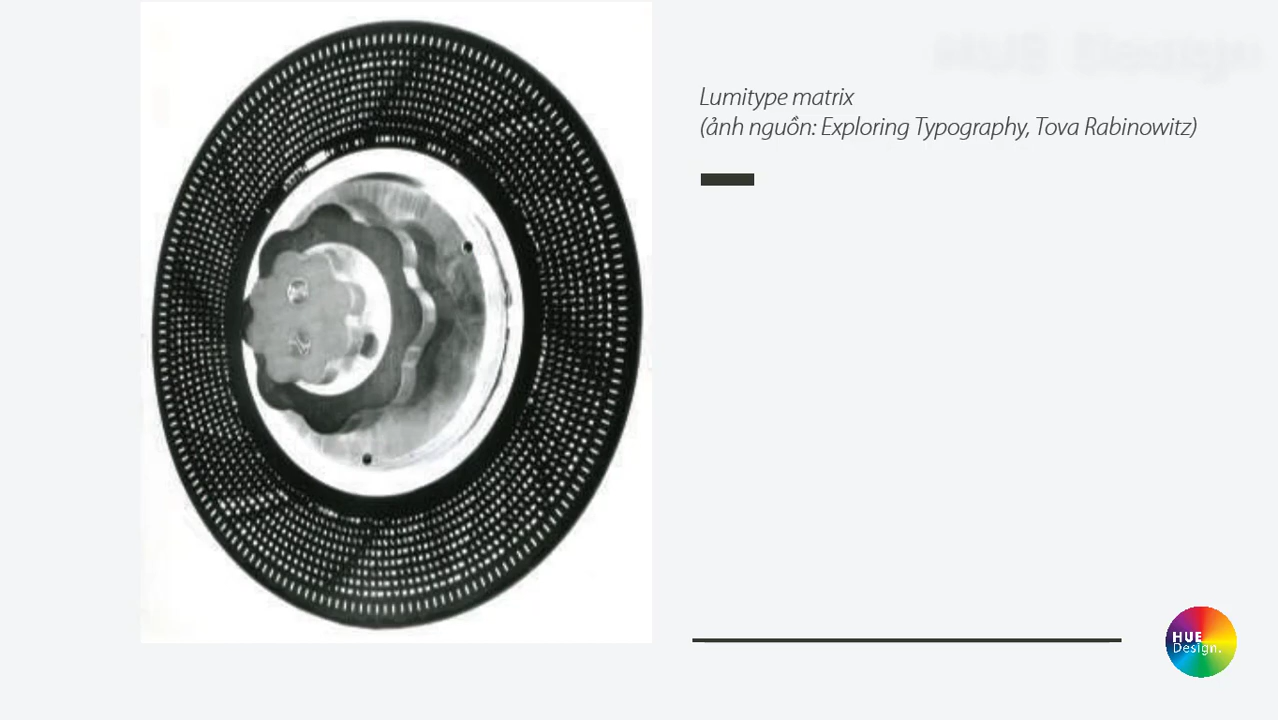 Lumitype matrix
(ảnh nguồn: Exploring Typography, Tova Rabinowitz)
HUE
Design.